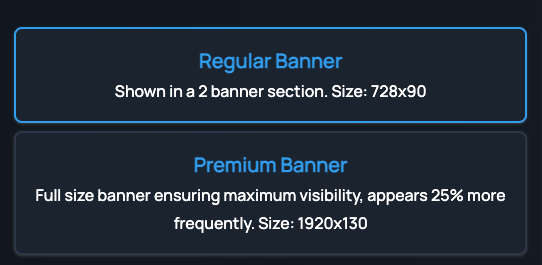 Regular Banner
Shown in a 2 banner section. Size: 728x90
Premium Banner
Full size banner ensuring maximum visibility, appears 25% more
frequently. Size: 1920x130